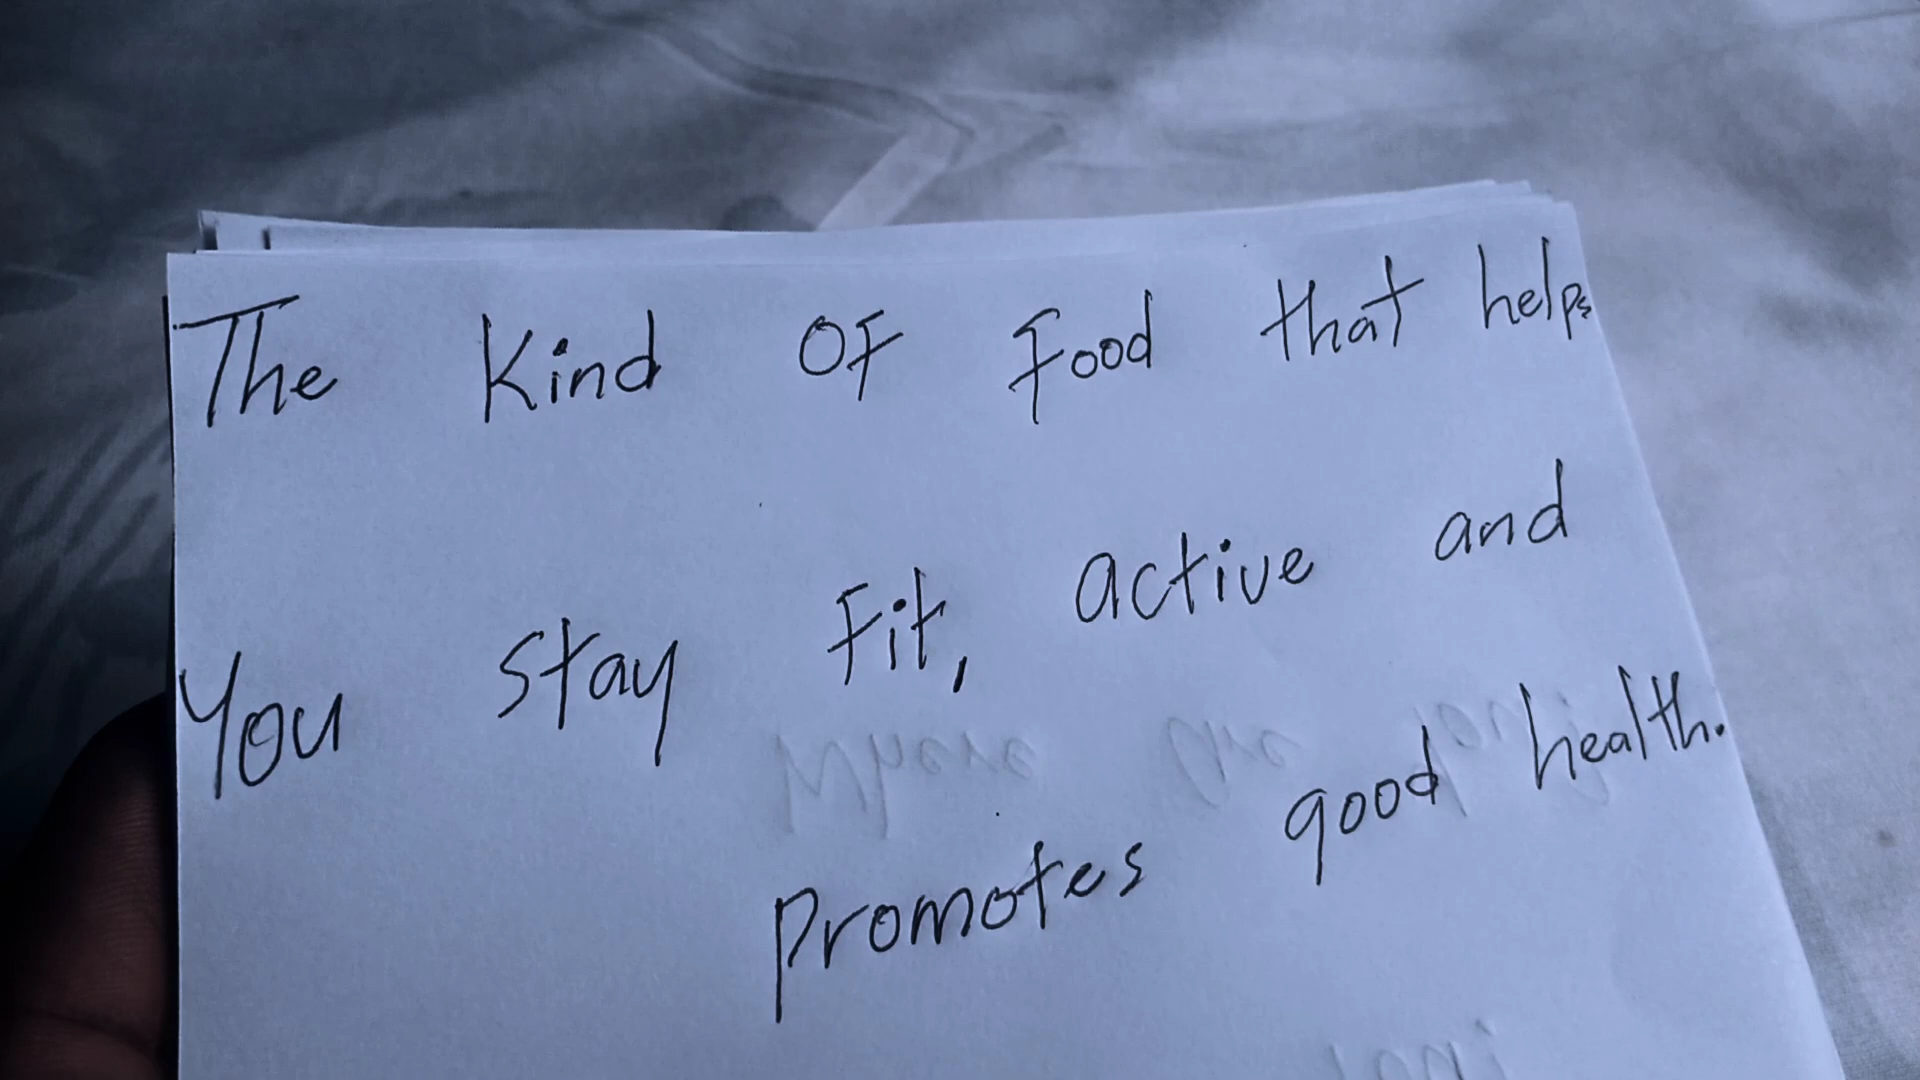 The Kind OF Food that helps
You stay Fit, active and
promotes good health.